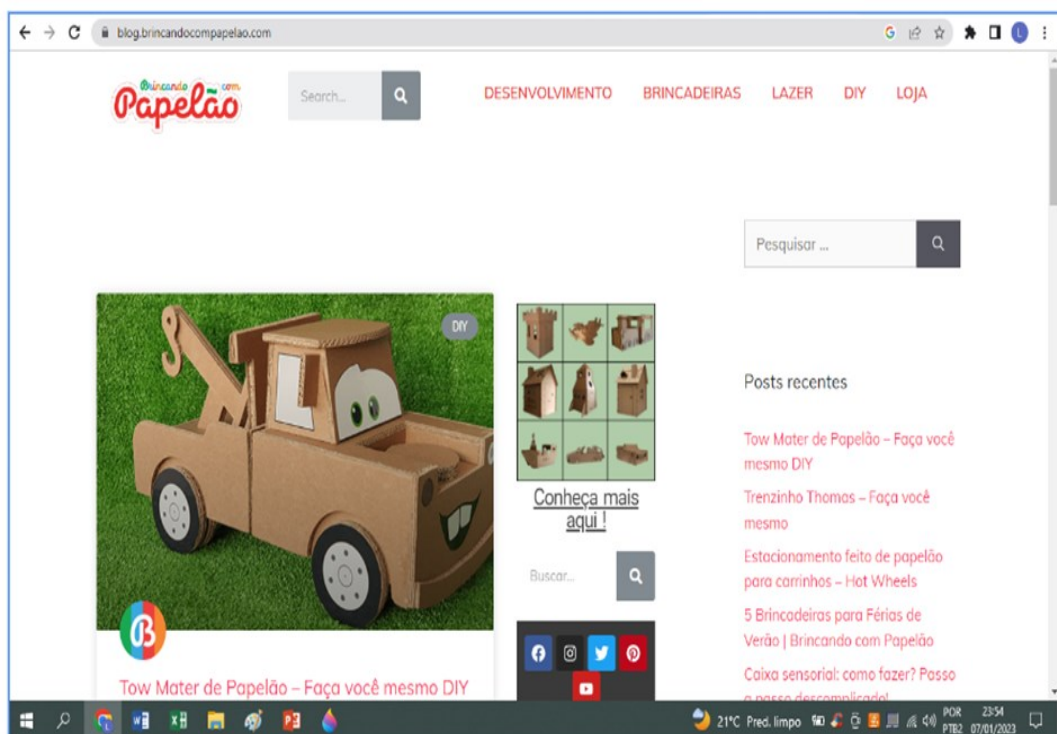 blog.brincandocompapelao.com
Brincando com
Papelão
Search...
DESENVOLVIMENTO BRINCADEIRAS LAZER DIY LOJA
Pesquisar ...
DIY
Conheça mais
aqui !
Buscar...
Tow Mater de Papelão – Faça você mesmo DIY
Posts recentes
Tow Mater de Papelão – Faça você
mesmo DIY
Trenzinho Thomas – Faça você
mesmo
Estacionamento feito de papelão
para carrinhos – Hot Wheels
5 Brincadeiras para Férias de
Verão | Brincando com Papelão
Caixa sensorial: como fazer? Passo
a passo descomplicado!
21°C Pred. limpo
POR
PTB2
23:54
07/01/2023